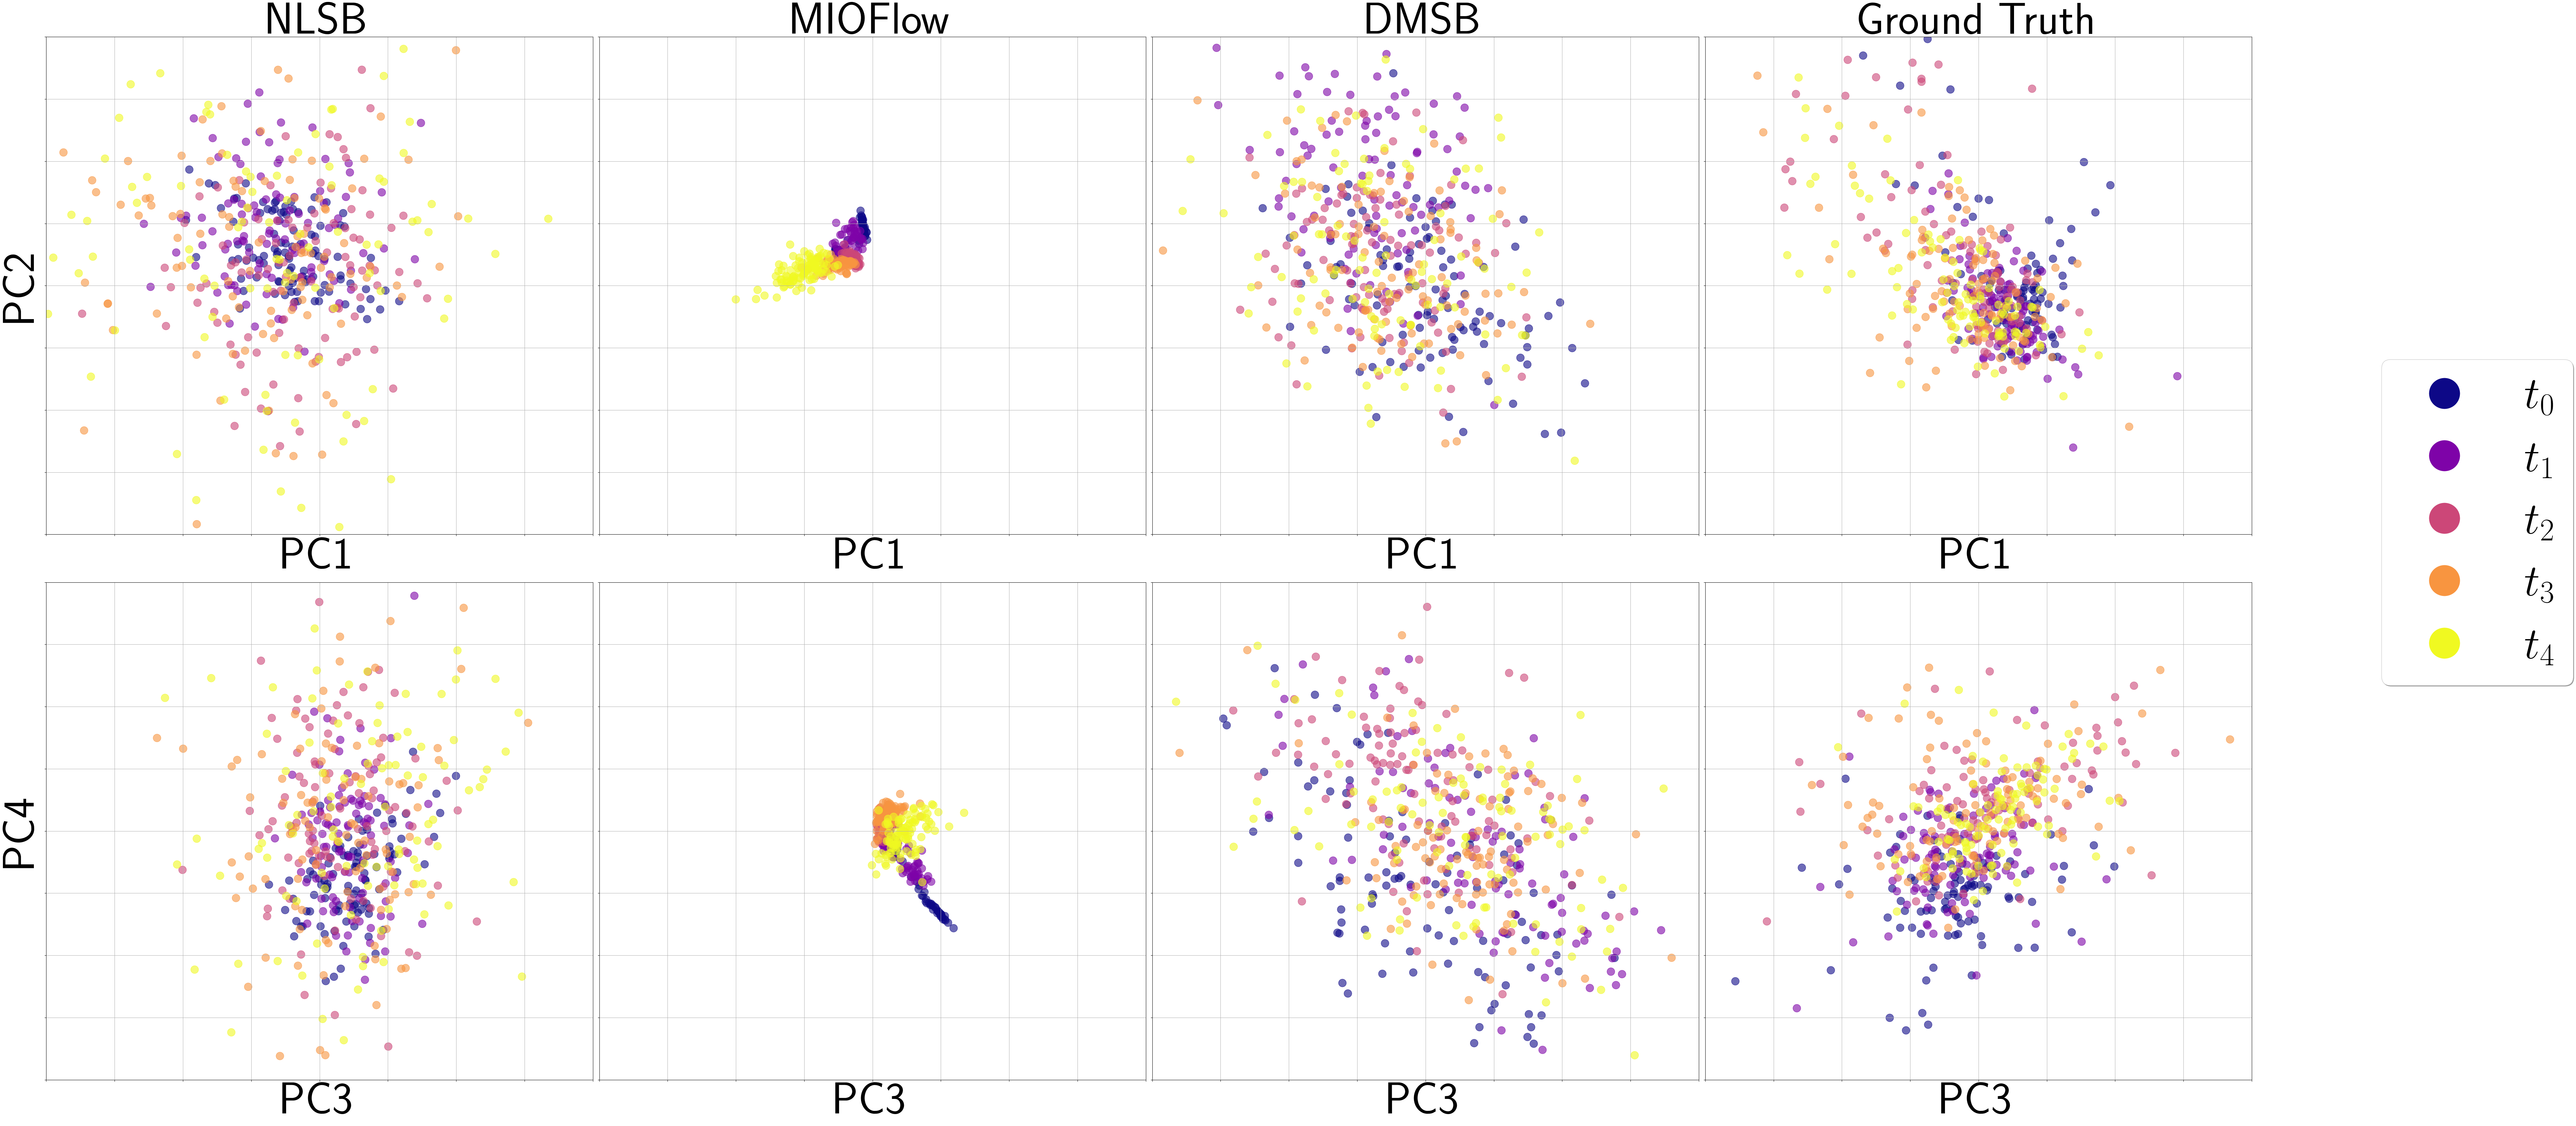 NLSB MIOFlow DMSB Ground Truth
PC2
PC1 PC1 PC1 PC1
PC4
PC3 PC3 PC3 PC3
t0
t1
t2
t3
t4